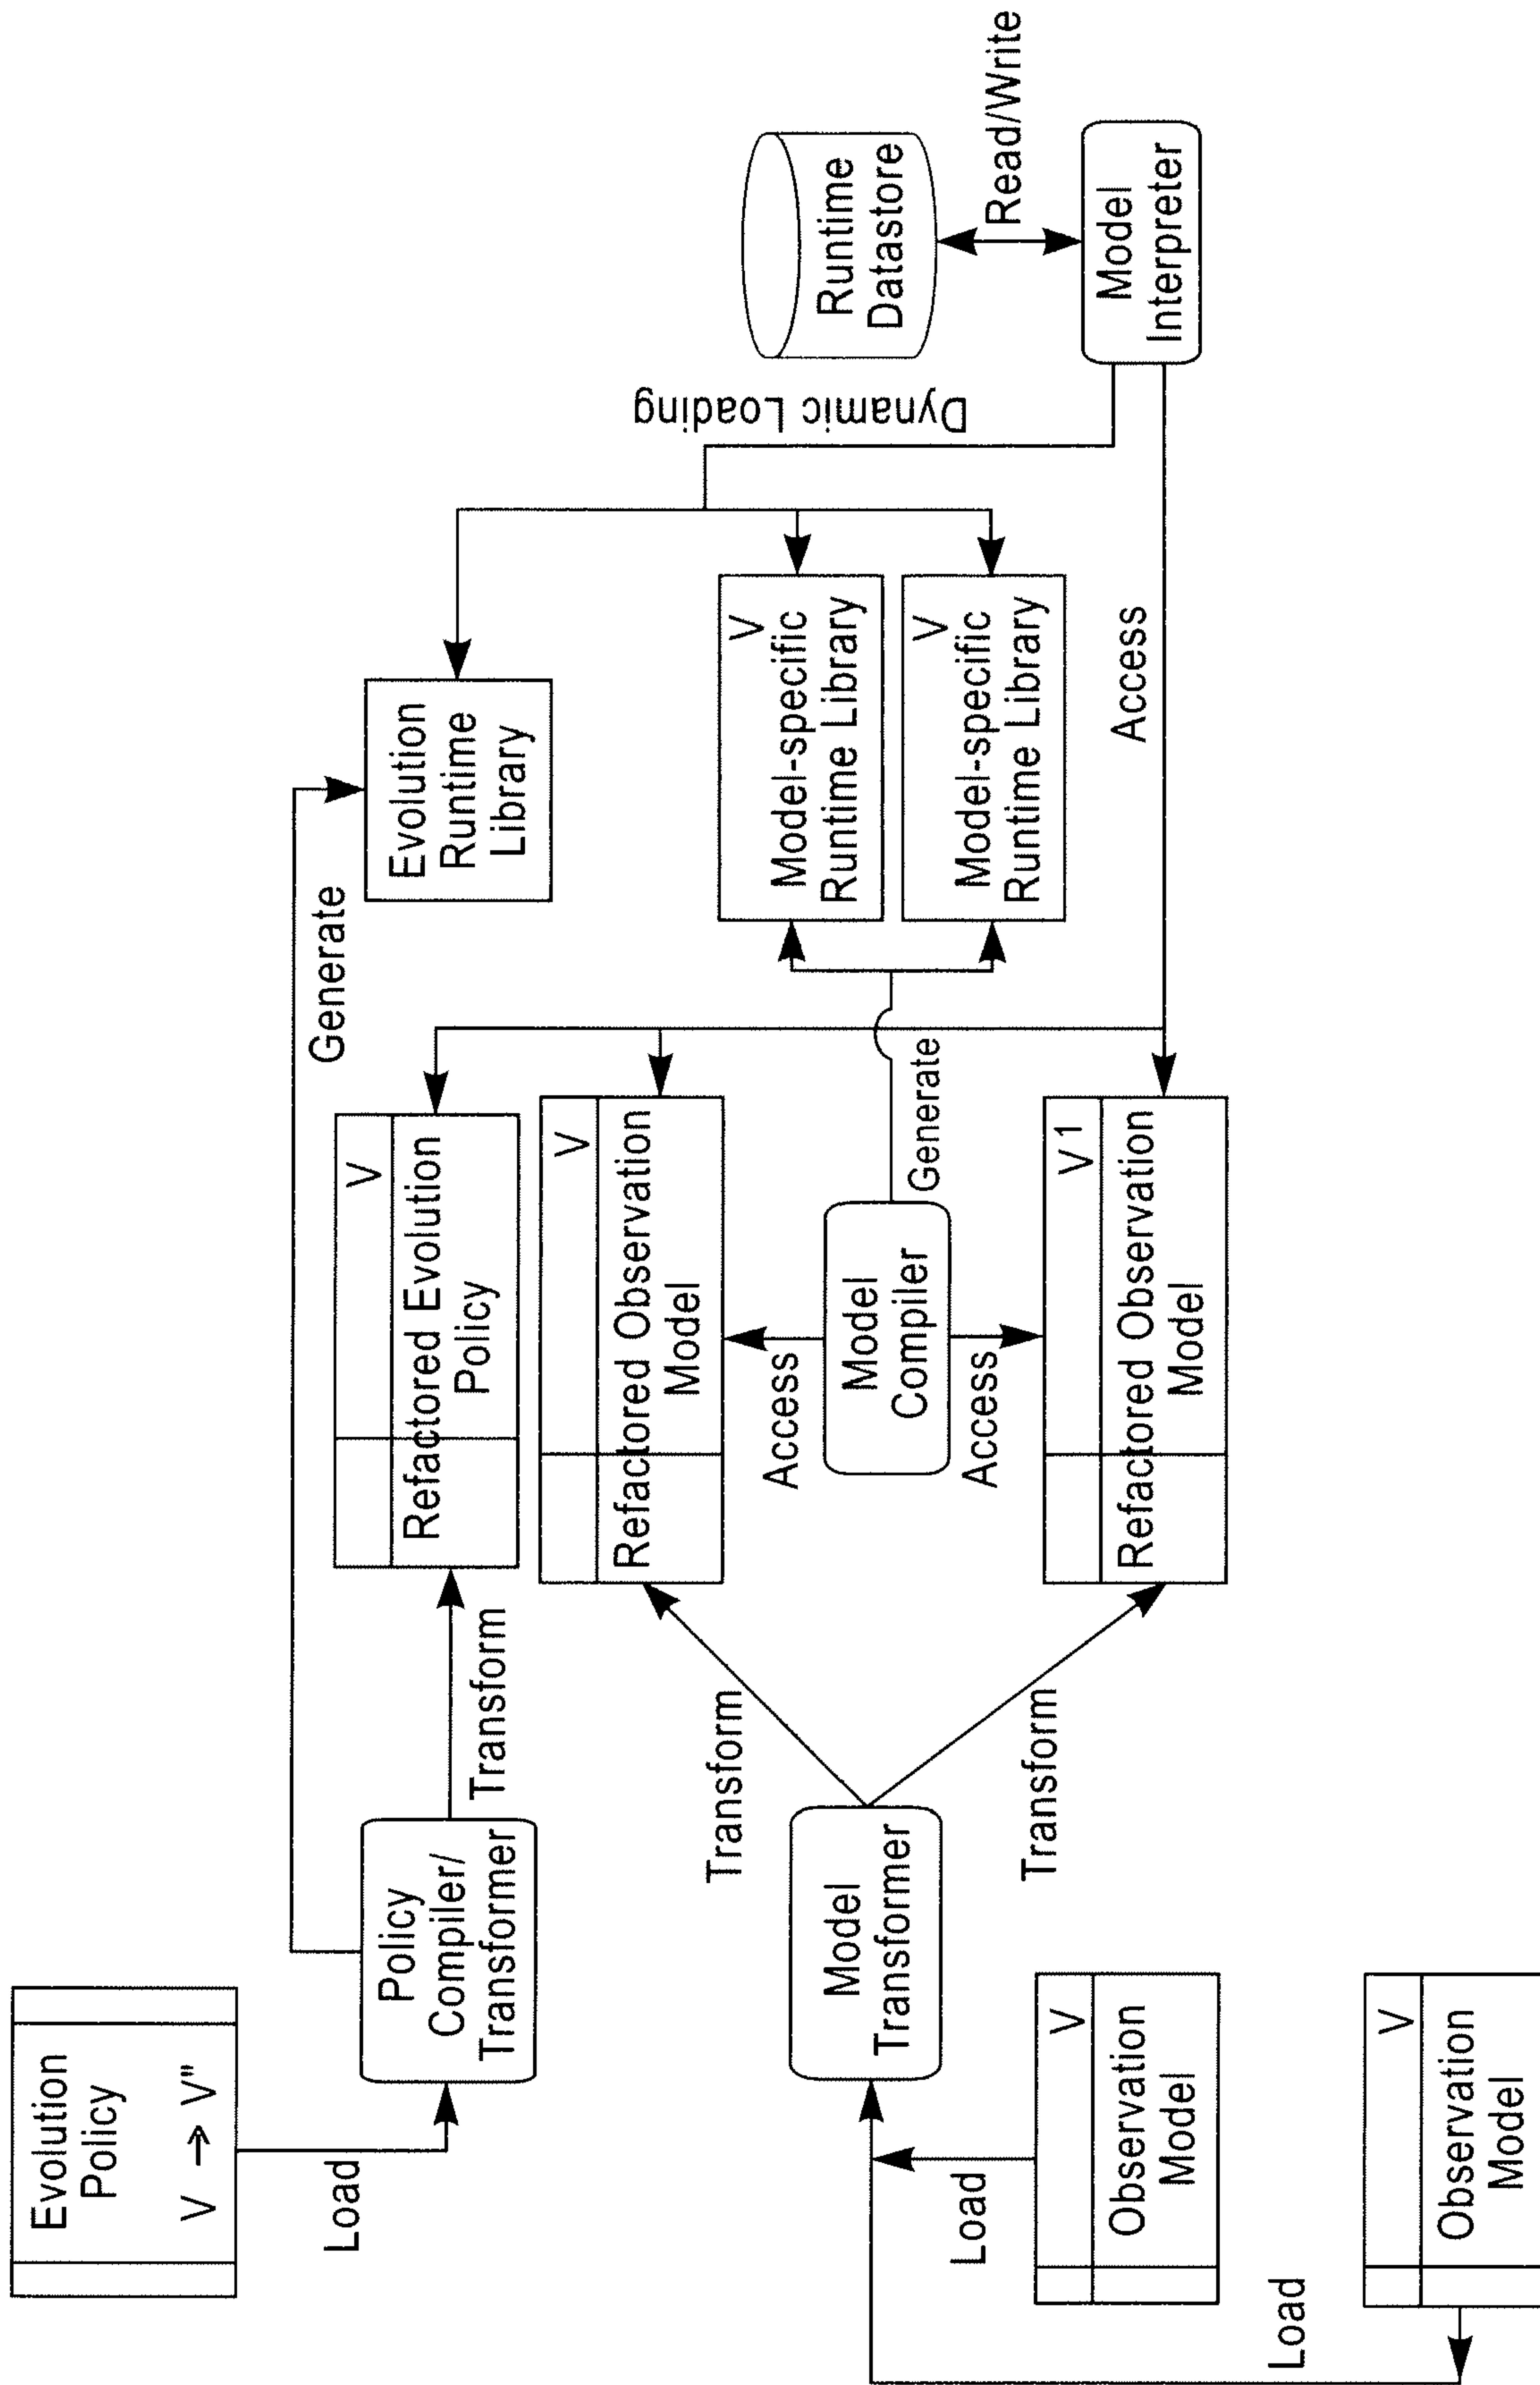 Evolution
Policy
V → V"
Load
Policy
Compiler/
Transformer
Generate
Transform
V
Refactored Evolution
Policy
Evolution
Runtime
Library
Load
Observation
Model
V
Load
Observation
Model
V
Model
Transformer
Transform
Transform
V
Refactored Observation
Model
Access
Model
Compiler
Access
Generate
V 1
Refactored Observation
Model
V
Model-specific
Runtime Library
V
Model-specific
Runtime Library
Access
Dynamic Loading
Runtime
Datastore
Read/Write
Model
Interpreter